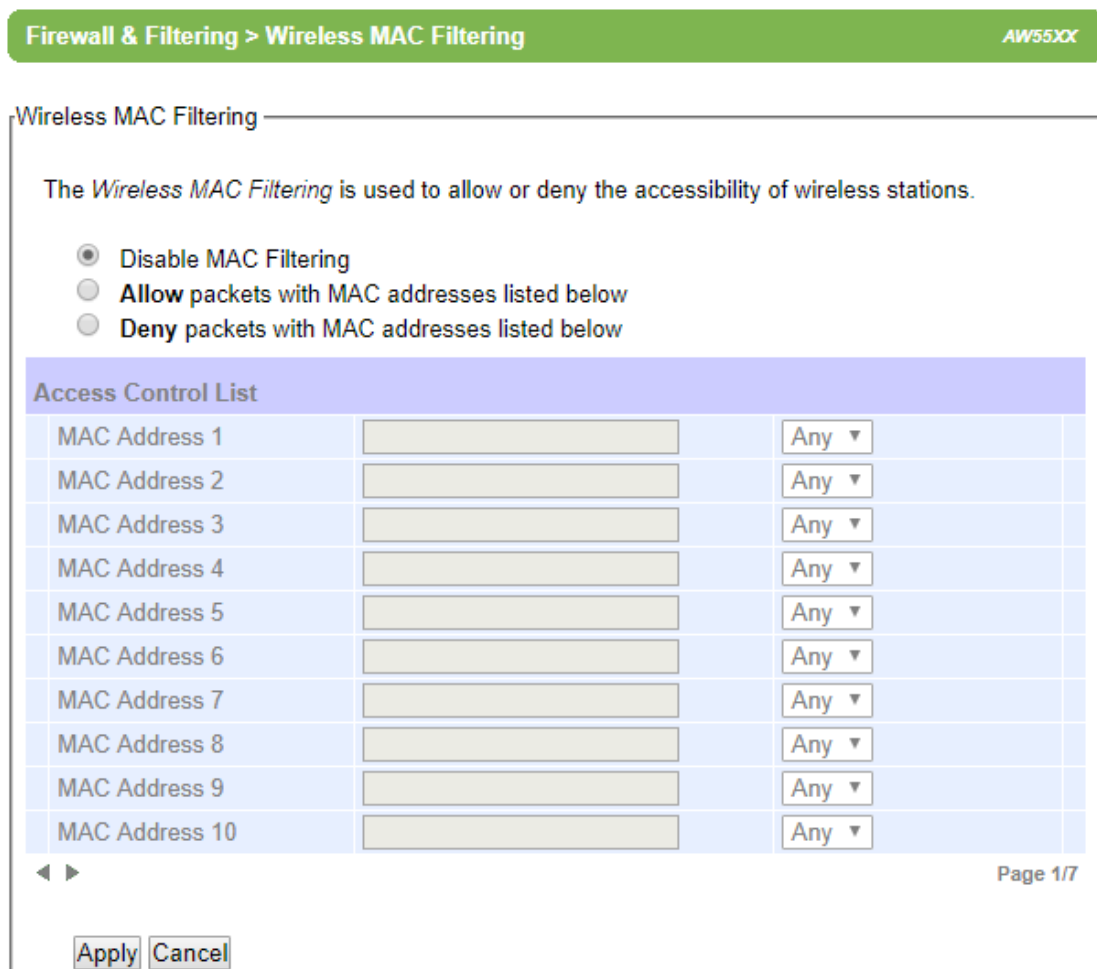 Firewall & Filtering > Wireless MAC Filtering AW55XX
Wireless MAC Filtering
The Wireless MAC Filtering is used to allow or deny the accessibility of wireless stations.
Disable MAC Filtering
Allow packets with MAC addresses listed below
Deny packets with MAC addresses listed below
Access Control List
MAC Address 1 Any
MAC Address 2 Any
MAC Address 3 Any
MAC Address 4 Any
MAC Address 5 Any
MAC Address 6 Any
MAC Address 7 Any
MAC Address 8 Any
MAC Address 9 Any
MAC Address 10 Any
Page 1/7
Apply Cancel